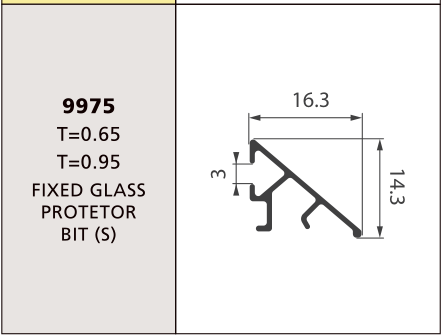 9975
T=0.65
T=0.95
FIXED GLASS
PROTETOR
BIT (S)
16.3
3
14.3